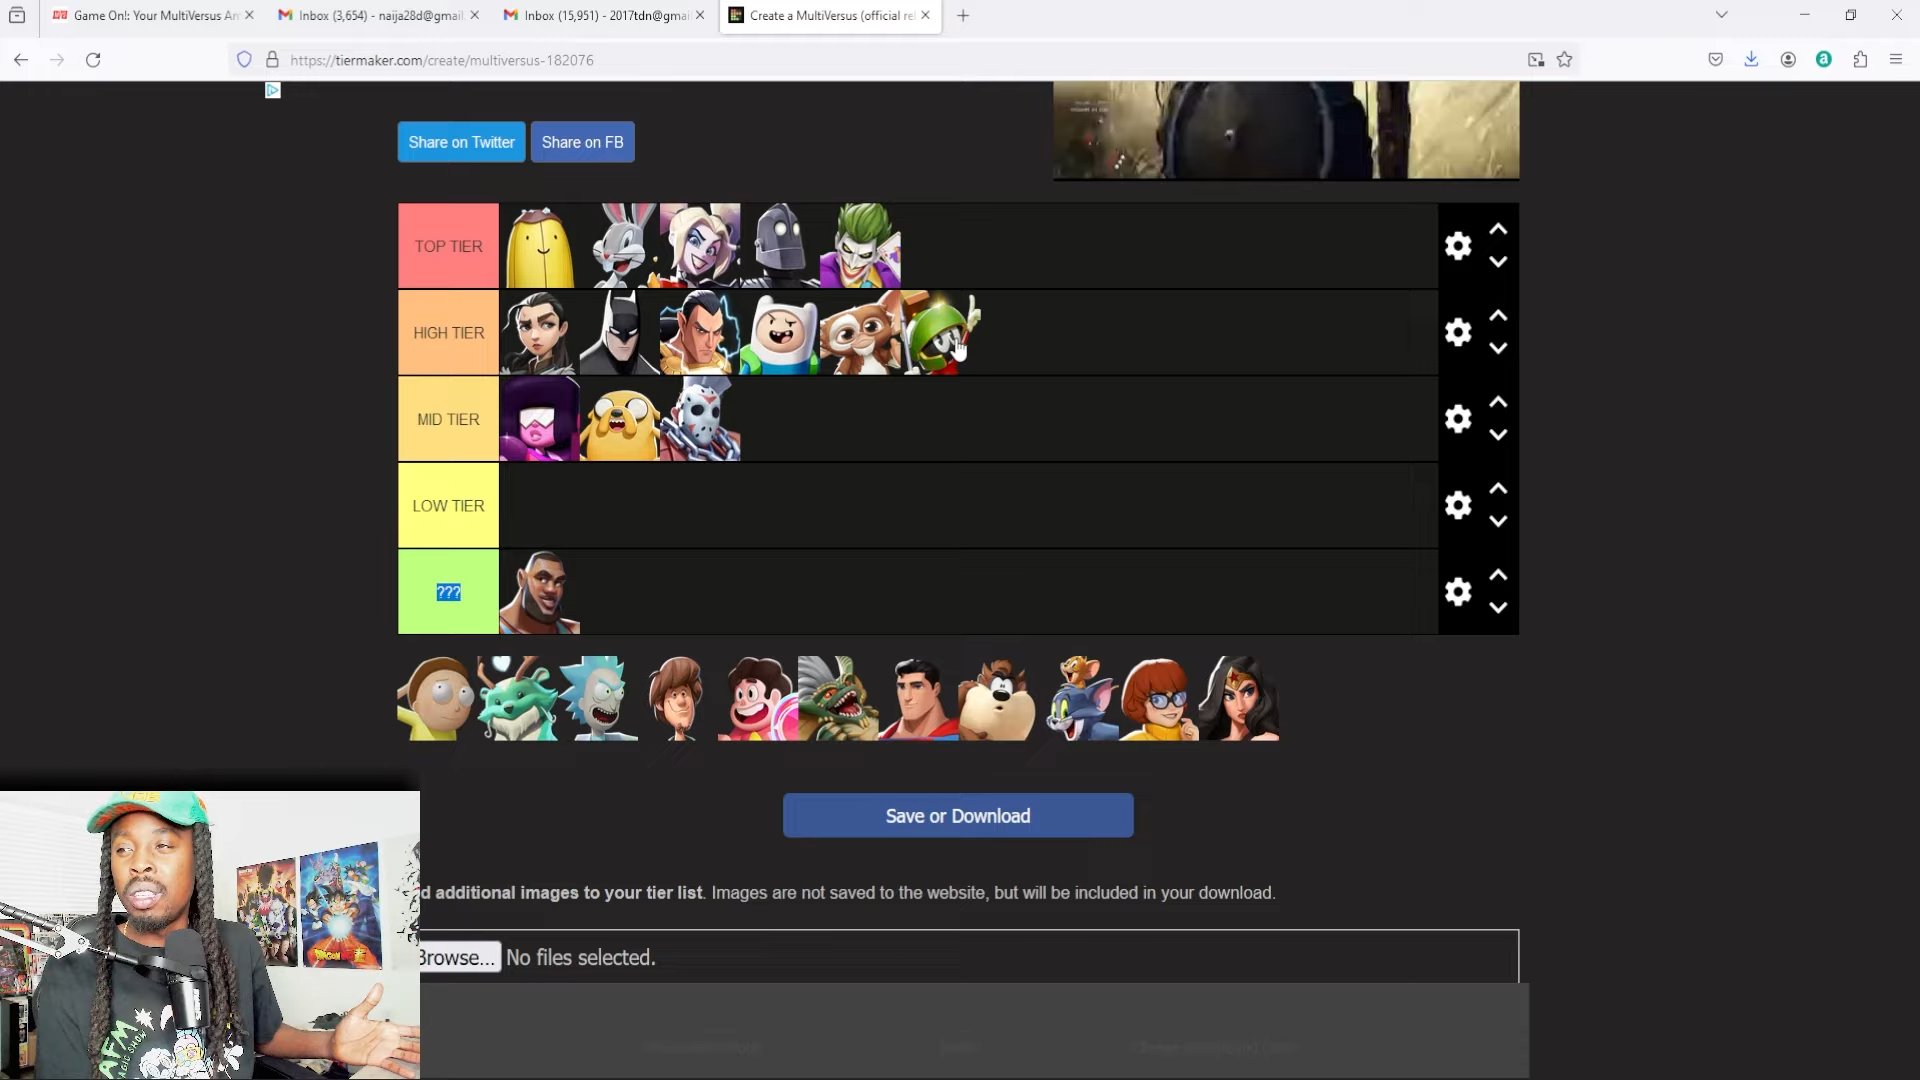 Game On!: Your MultiVersus Ar
Inbox (3,654) - naija28d@gmail.
Inbox (15,951) - 2017tdn@gmai
Create a MultiVersus (official rel
https://tiermaker.com/create/multiversus-182076
Share on Twitter
Share on FB
TOP TIER
HIGH TIER
MID TIER
LOW TIER
???
Save or Download
d additional images to your tier list. Images are not saved to the website, but will be included in your download.
Browse... No files selected.